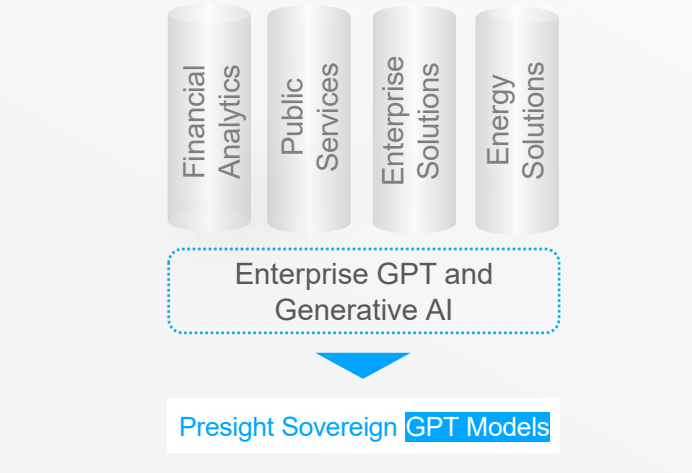 Financial
Analytics
Public
Services
Enterprise
Solutions
Energy
Solutions
Enterprise GPT and
Generative AI
Presight Sovereign GPT Models